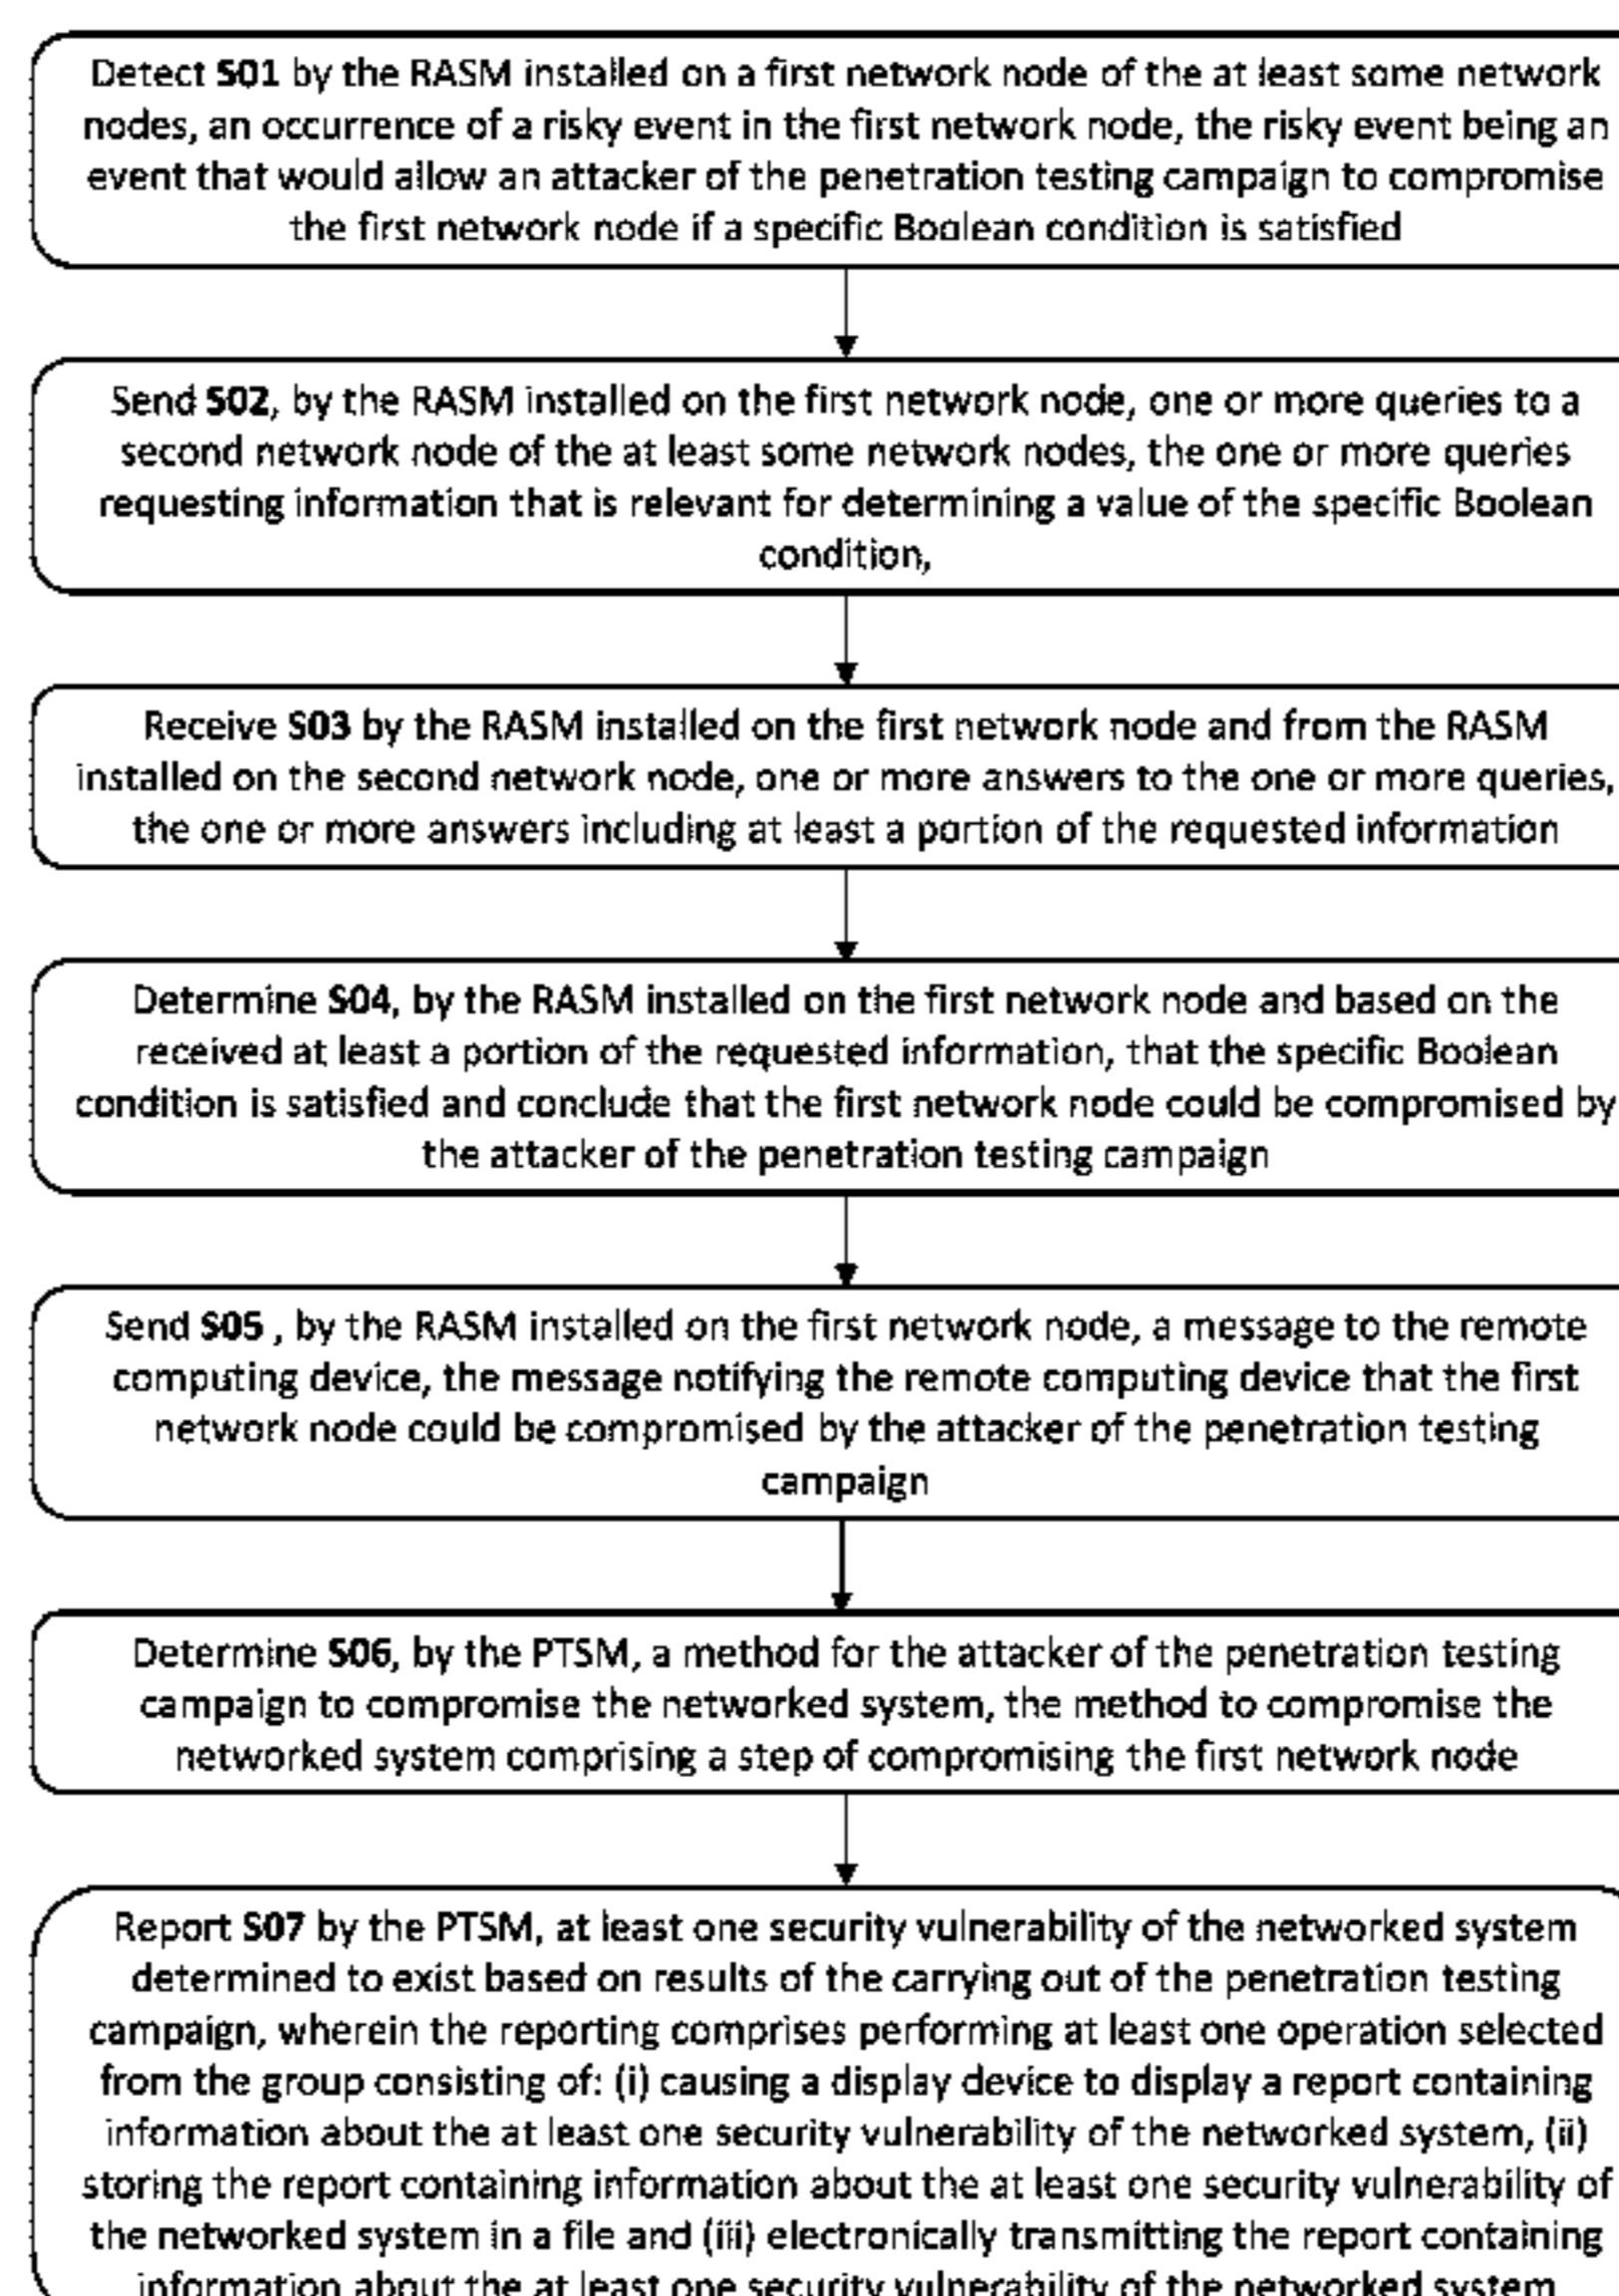 Detect S01 by the RASM installed on a first network node of the at least some network
nodes, an occurrence of a risky event in the first network node, the risky event being an
event that would allow an attacker of the penetration testing campaign to compromise
the first network node if a specific Boolean condition is satisfied
Send S02, by the RASM installed on the first network node, one or more queries to a
second network node of the at least some network nodes, the one or more queries
requesting information that is relevant for determining a value of the specific Boolean
condition,
Receive S03 by the RASM installed on the first network node and from the RASM
installed on the second network node, one or more answers to the one or more queries,
the one or more answers including at least a portion of the requested information
Determine S04, by the RASM installed on the first network node and based on the
received at least a portion of the requested information, that the specific Boolean
condition is satisfied and conclude that the first network node could be compromised by
the attacker of the penetration testing campaign
Send S05 , by the RASM installed on the first network node, a message to the remote
computing device, the message notifying the remote computing device that the first
network node could be compromised by the attacker of the penetration testing
campaign
Determine S06, by the PTSM, a method for the attacker of the penetration testing
campaign to compromise the networked system, the method to compromise the
networked system comprising a step of compromising the first network node
Report S07 by the PTSM, at least one security vulnerability of the networked system
determined to exist based on results of the carrying out of the penetration testing
campaign, wherein the reporting comprises performing at least one operation selected
from the group consisting of: (i) causing a display device to display a report containing
information about the at least one security vulnerability of the networked system, (ii)
storing the report containing information about the at least one security vulnerability of
the networked system in a file and (iii) electronically transmitting the report containing
information about the at least one security vulnerability of the networked system